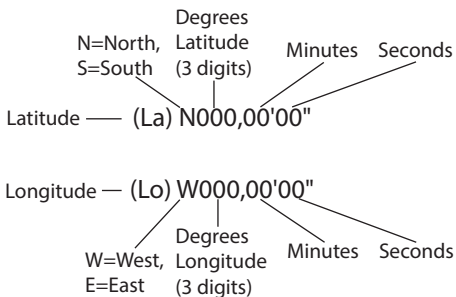 Degrees
N=North, Latitude Minutes Seconds
S=South (3 digits)
Latitude (La) N000,00'00"
Longitude (Lo) W000,00'00"
Degrees
W=West, Longitude Minutes Seconds
E=East (3 digits)